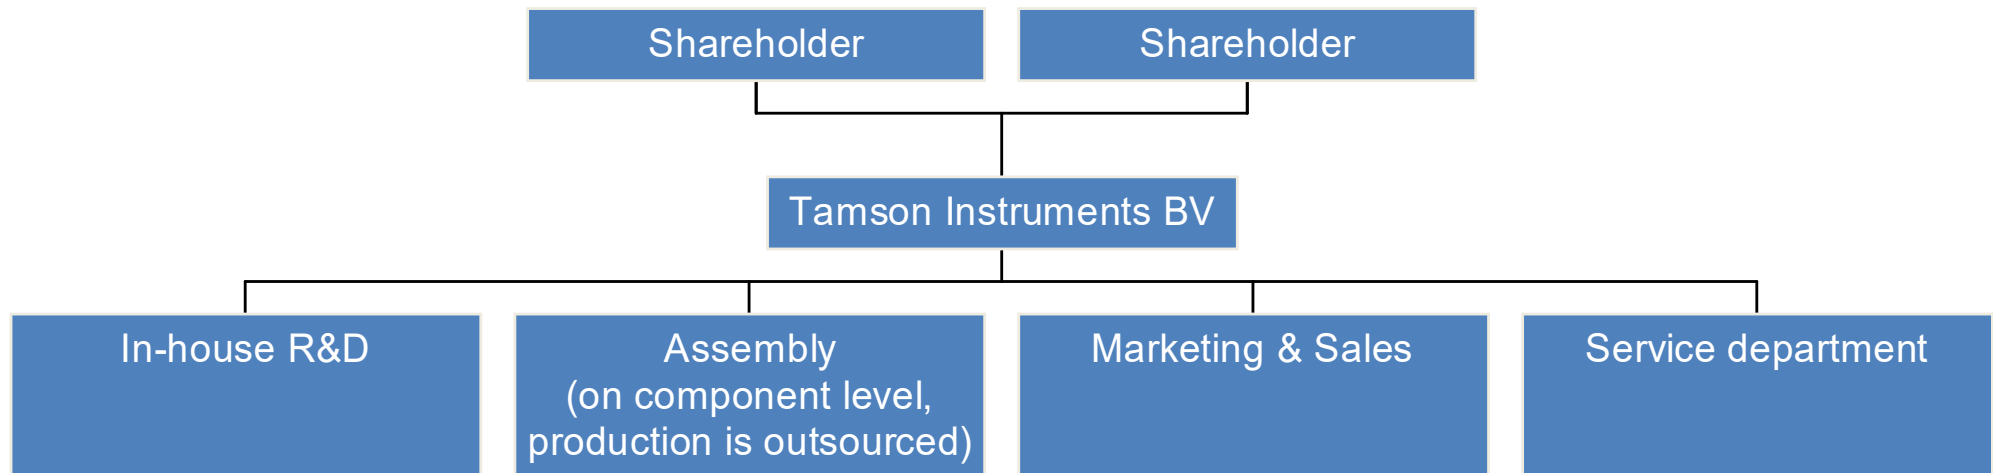 Shareholder
Shareholder
Tamson Instruments BV
In-house R&D
Assembly
(on component level,
production is outsourced)
Marketing & Sales
Service department